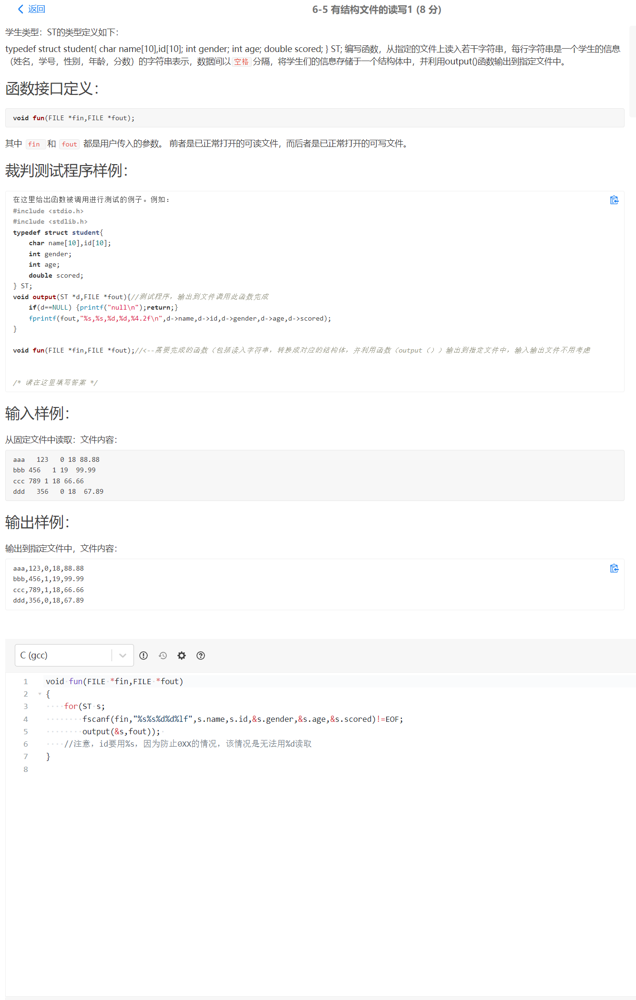 返回
6-5 有结构文件的读写1 (8 分)
学生类型：ST的类型定义如下：
typedef struct student{ char name[10],id[10]; int gender; int age; double scored; } ST; 编写函数，从指定的文件上读入若干字符串，每行字符串是一个学生的信息
（姓名，学号，性别，年龄，分数）的字符串表示，数据间以 空格 分隔，将学生们的信息存储于一个结构体中，并利用output()函数输出到指定文件中。
函数接口定义：
void fun(FILE *fin,FILE *fout);
其中 fin 和 fout 都是用户传入的参数。 前者是已正常打开的可读文件，而后者是已正常打开的可写文件。
裁判测试程序样例：
在这里给出函数被调用进行测试的例子。例如：
#include <stdio.h>
#include <stdlib.h>
typedef struct student{
    char name[10],id[10];
    int gender;
    int age;
    double scored;
} ST;
void output(ST *d,FILE *fout){//测试程序，输出到文件调用此函数完成
    if(d==NULL) {printf("null\n");return;}
    fprintf(fout,"%s,%s,%d,%d,%4.2f\n",d->name,d->id,d->gender,d->age,d->scored);
}
void fun(FILE *fin,FILE *fout);//<--需要完成的函数（包括读入字符串，转换成对应的结构体，并利用函数（output（））输出到指定文件中，输入输出文件不用考虑
/* 请在这里填写答案 */
输入样例：
从固定文件中读取：文件内容：
aaa   123   0 18 88.88
bbb 456   1 19  99.99
ccc 789 1 18 66.66
ddd   356   0 18  67.89
输出样例：
输出到指定文件中，文件内容：
aaa,123,0,18,88.88
bbb,456,1,19,99.99
ccc,789,1,18,66.66
ddd,356,0,18,67.89
C (gcc)
1 void fun(FILE *fin,FILE *fout)
2 {
3     for(ST s;
4         fscanf(fin,"%s%s%d%d%lf",s.name,s.id,&s.gender,&s.age,&s.scored)!=EOF;
5         output(&s,fout));
6     //注意，id要用%s，因为防止0XX的情况，该情况是无法用%d读取
7 }
8